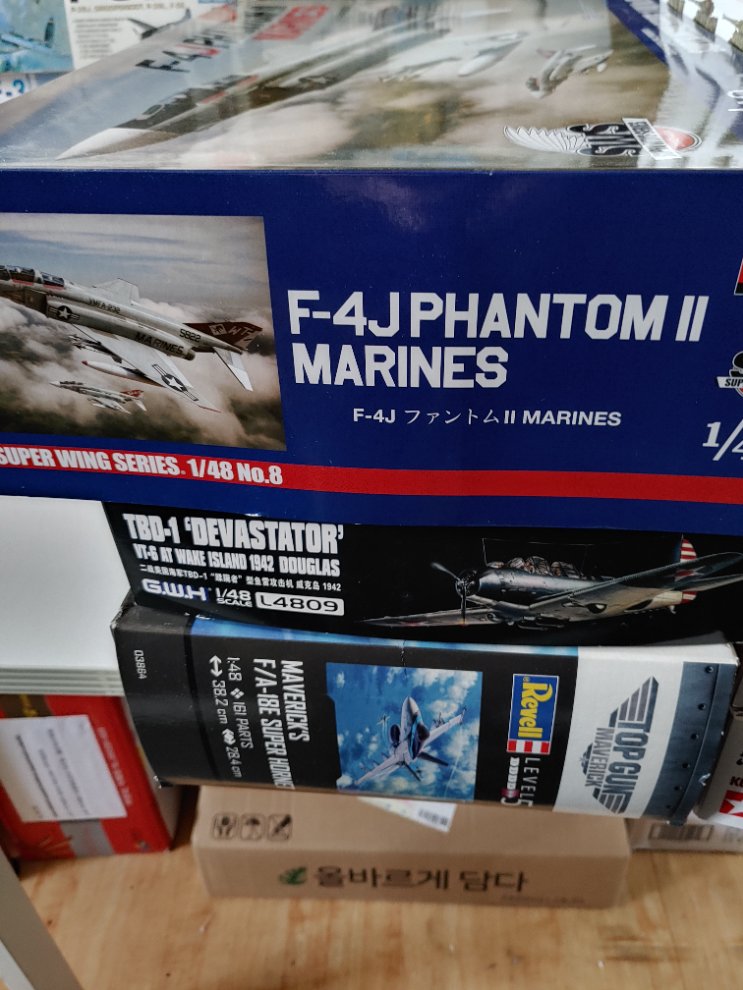 F-4J PHANTOM II
MARINES
F-4J ファントムII MARINES
SUPER WING SERIES. 1/48 No.8
MARINES
SWS
TBD-1 'DEVASTATOR'
VT-6 AT WAKE ISLAND 1942 DOUGLAS
G.W.H 1/48 SCALE L4809
03864
MAVERICK'S
F/A-18E SUPER HORNE
1:48 161 PARTS
38,2 cm 28,4 cm
Revell
LEVEL 5
TOP GUN
MAVERICK
올바르게 담다